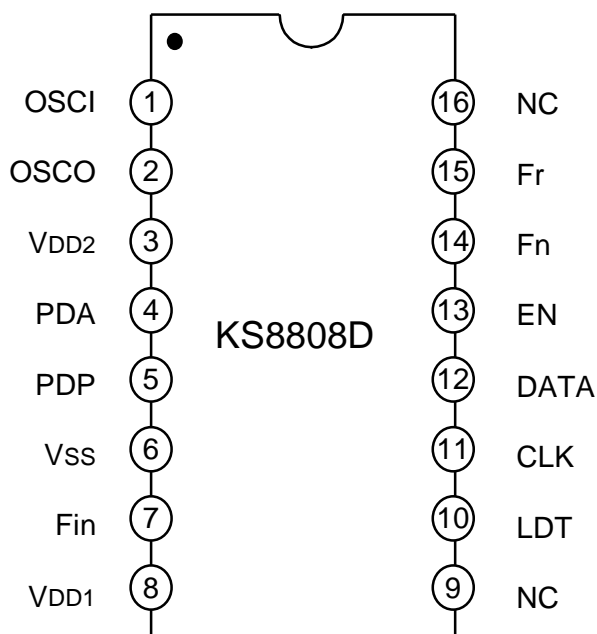 OSCI 1 16 NC
OSCO 2 15 Fr
VDD2 3 14 Fn
PDA 4 13 EN
KS8808D
PDP 5 12 DATA
VSS 6 11 CLK
Fin 7 10 LDT
VDD1 8 9 NC